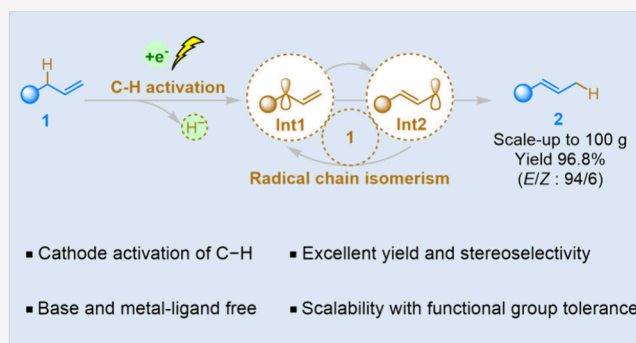 H
+e⁻
C-H activation
H⁻
1
Int1
Int2
1
Radical chain isomerism
H
2
Scale-up to 100 g
Yield 96.8%
(E/Z : 94/6)
▪ Cathode activation of C−H
▪ Excellent yield and stereoselectivity
▪ Base and metal-ligand free
▪ Scalability with functional group tolerance